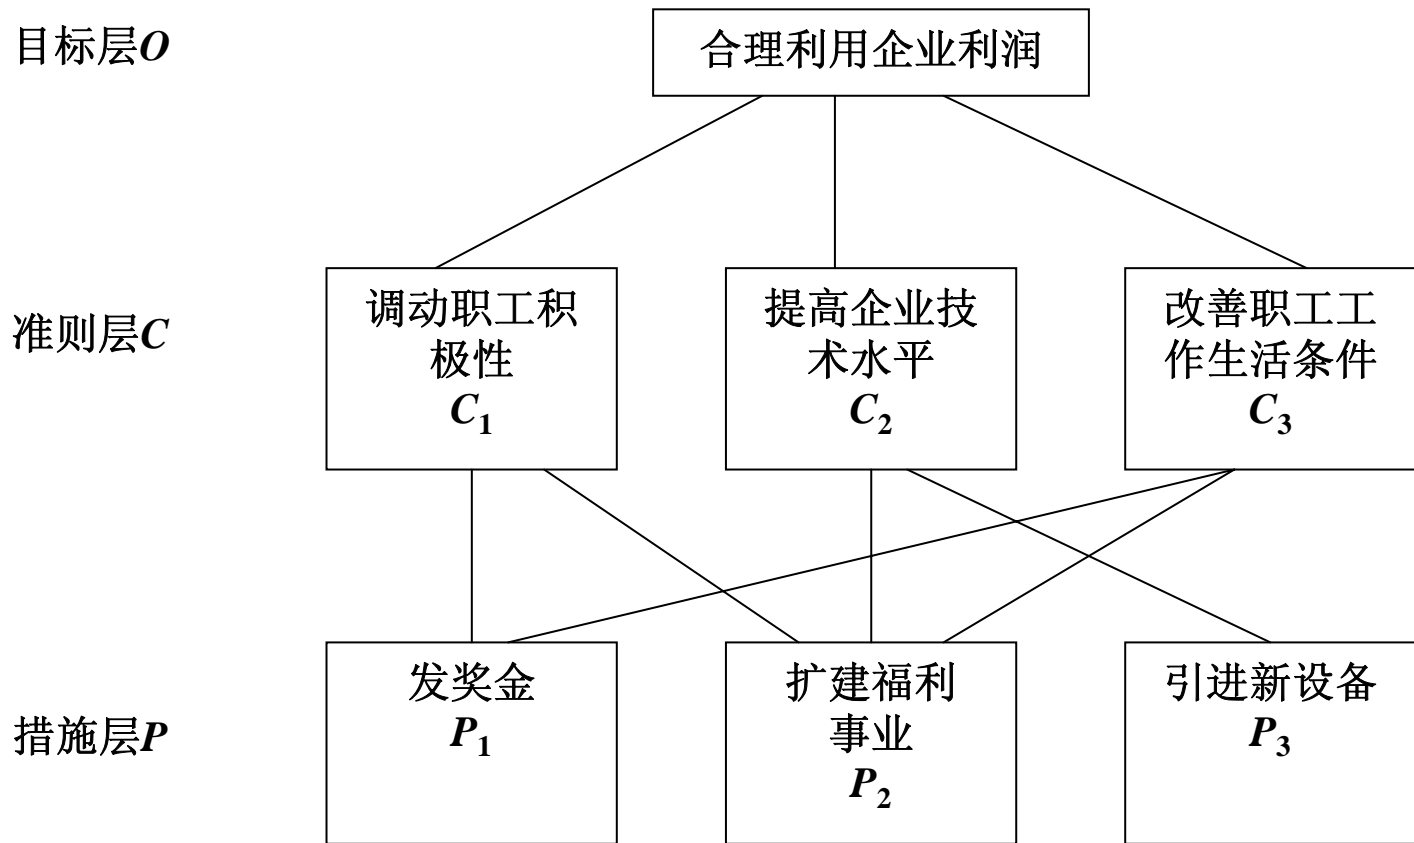 目标层O
合理利用企业利润
准则层C
调动职工积
极性
C1
提高企业技
术水平
C2
改善职工工
作生活条件
C3
措施层P
发奖金
P1
扩建福利
事业
P2
引进新设备
P3